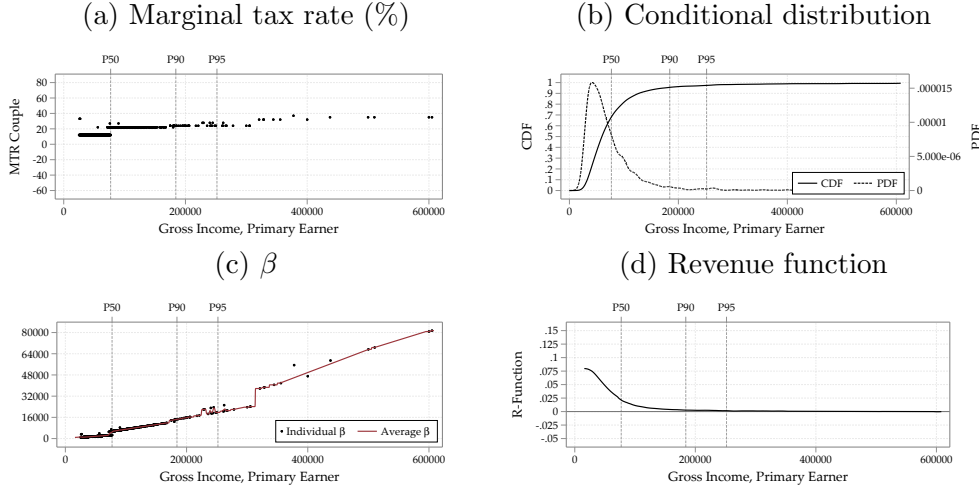 (a) Marginal tax rate (%)
P50 P90 P95
MTR Couple
80
60
40
20
0
-20
-40
-60
0 200000 400000 600000
Gross Income, Primary Earner
(b) Conditional distribution
P50 P90 P95
CDF
1
.9
.8
.7
.6
.5
.4
.3
.2
.1
0
PDF
.000015
.00001
5.000e-06
0
CDF PDF
0 200000 400000 600000
Gross Income, Primary Earner
(c) β
P50 P90 P95
80000
64000
48000
32000
16000
0
Individual β Average β
0 200000 400000 600000
Gross Income, Primary Earner
(d) Revenue function
P50 P90 P95
R-Function
.15
.125
.1
.075
.05
.025
0
-.025
-.05
0 200000 400000 600000
Gross Income, Primary Earner